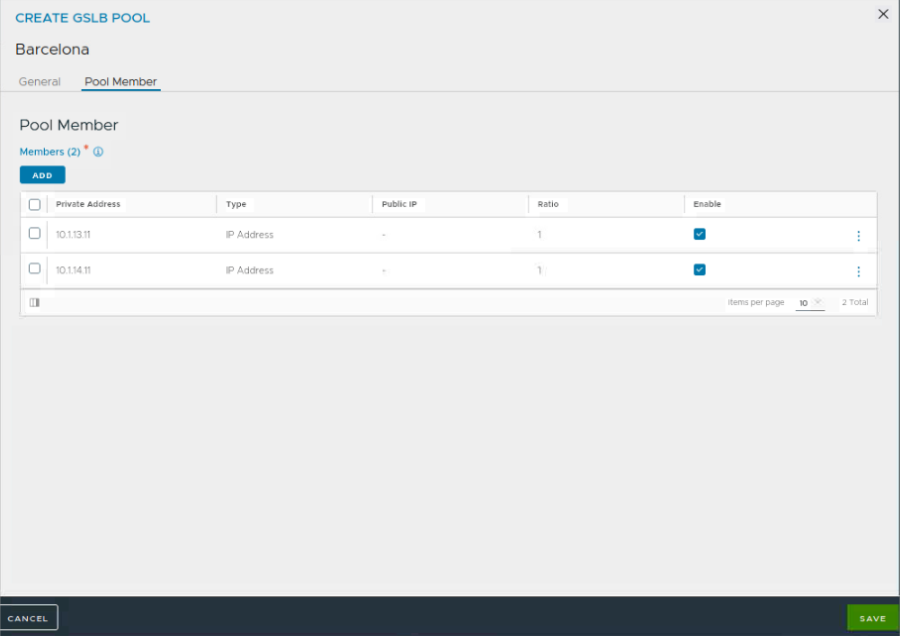 CREATE GSLB POOL
Barcelona
General Pool Member
Pool Member
Members (2) *
ADD
Private Address Type Public IP Ratio Enable
10.1.13.11 IP Address - 1
10.1.14.11 IP Address - 1
Items per page 10 2 Total
CANCEL SAVE